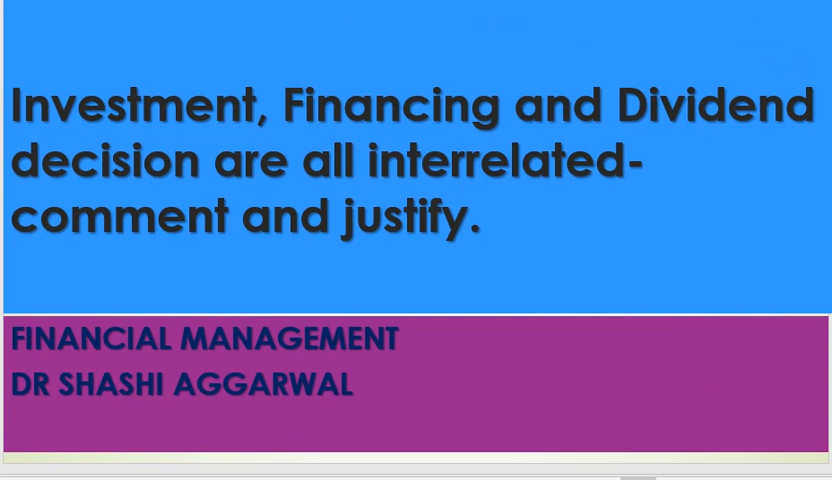 Investment, Financing and Dividend
decision are all interrelated-
comment and justify.
FINANCIAL MANAGEMENT
DR SHASHI AGGARWAL